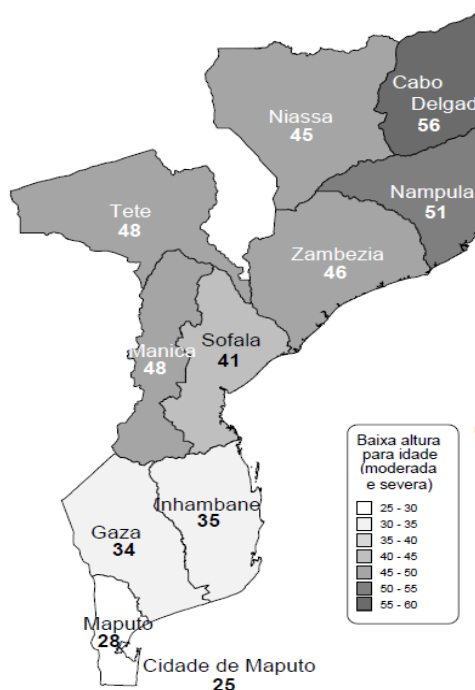 Cabo
Delgad
56
Niassa
45
Nampula
51
Tete
48
Zambezia
46
Sofala
41
Manica
48
Inhambane
35
Gaza
34
Maputo
28
Cidade de Maputo
25
Baixa altura
para idade
(moderada
e severa)
25 - 30
30 - 35
35 - 40
40 - 45
45 - 50
50 - 55
55 - 60